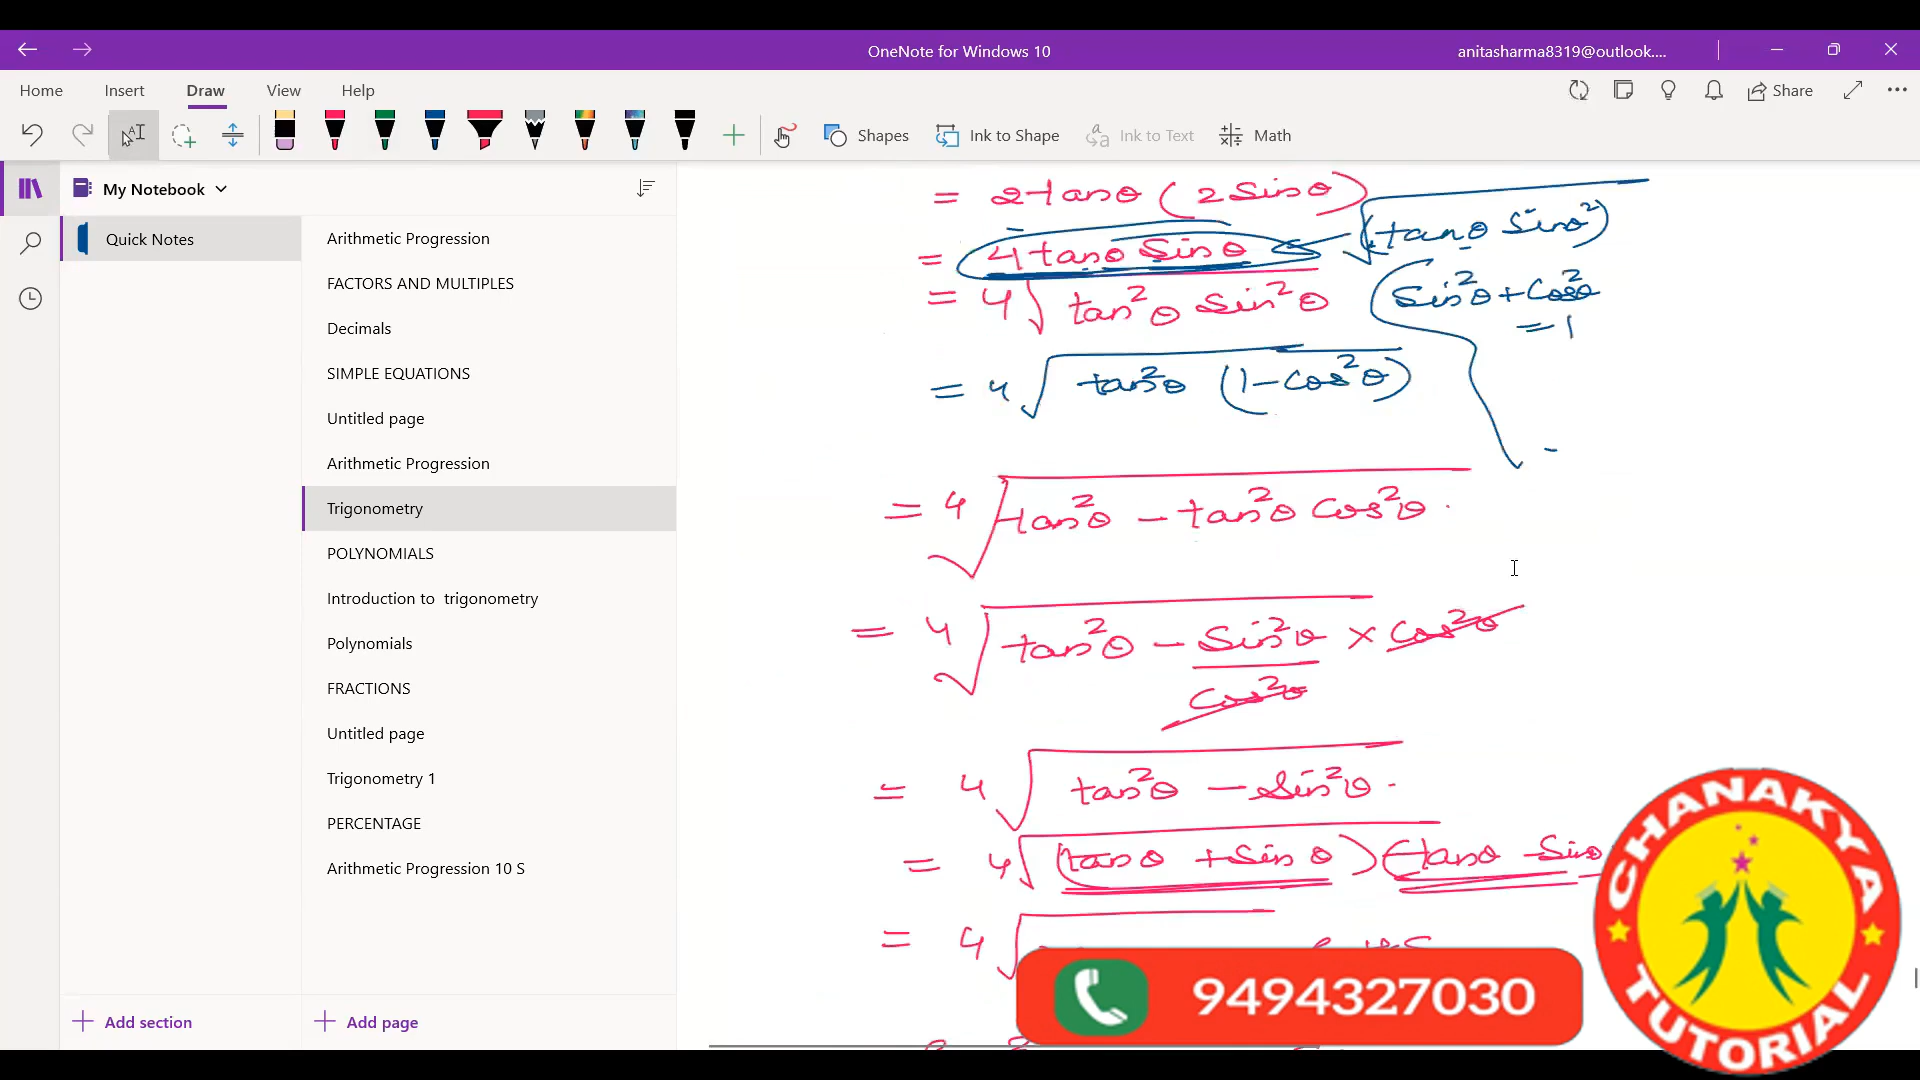 OneNote for Windows 10
anitasharma8319@outlook....
Home Insert Draw View Help
Share
Shapes Ink to Shape Ink to Text Math
My Notebook
Quick Notes
Arithmetic Progression
FACTORS AND MULTIPLES
Decimals
SIMPLE EQUATIONS
Untitled page
Arithmetic Progression
Trigonometry
POLYNOMIALS
Introduction to trigonometry
Polynomials
FRACTIONS
Untitled page
Trigonometry 1
PERCENTAGE
Arithmetic Progression 10 S
Add section
Add page
= 2tanθ (2Sinθ)
= 4tanθ Sinθ
√(tanθ Sinθ²)
= 4√tan²θ Sin²θ
Sin²θ+Cos²θ
=1
= 4√tan²θ (1-Cos²θ)
= 4√tan²θ - tan²θ Cos²θ
= 4√tan²θ - Sin²θ × Cos²θ
Cos²θ
= 4√tan²θ - Sin²θ
= 4√(tanθ +Sinθ)(tanθ -Sinθ
= 4√
9494327030
CHANAKYA
TUTORIAL